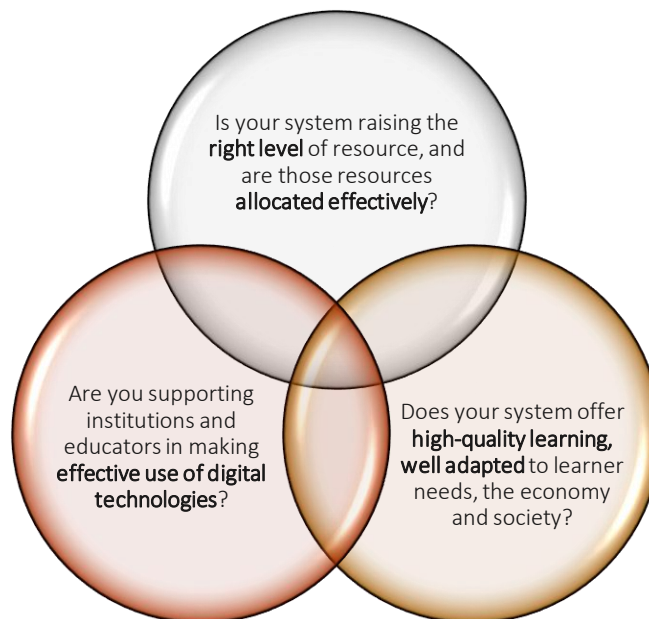 Is your system raising the
right level of resource, and
are those resources
allocated effectively?
Are you supporting
institutions and
educators in making
effective use of digital
technologies?
Does your system offer
high-quality learning,
well adapted to learner
needs, the economy
and society?